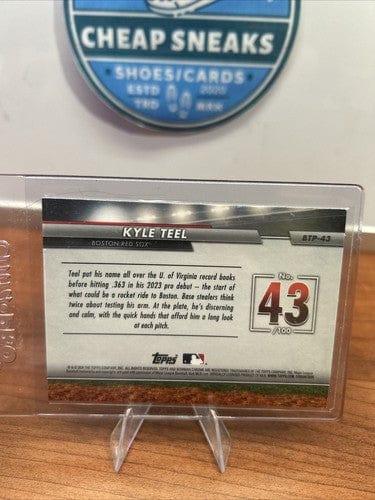 CHEAP SNEAKS
SHOES/CARDS
ESTD 2020
TRD MRK
KYLE TEEL
BOSTON RED SOX
BTP-43
Teel put his name all over the U. of Virginia record books
before hitting .363 in his 2023 pro debut — the start of
what could be a rocket ride to Boston. Base stealers think
twice about testing his arm. At the plate, he's discerning
and calm, with the quick hands that afford him a long look
at each pitch.
No.
43
/100
Topps